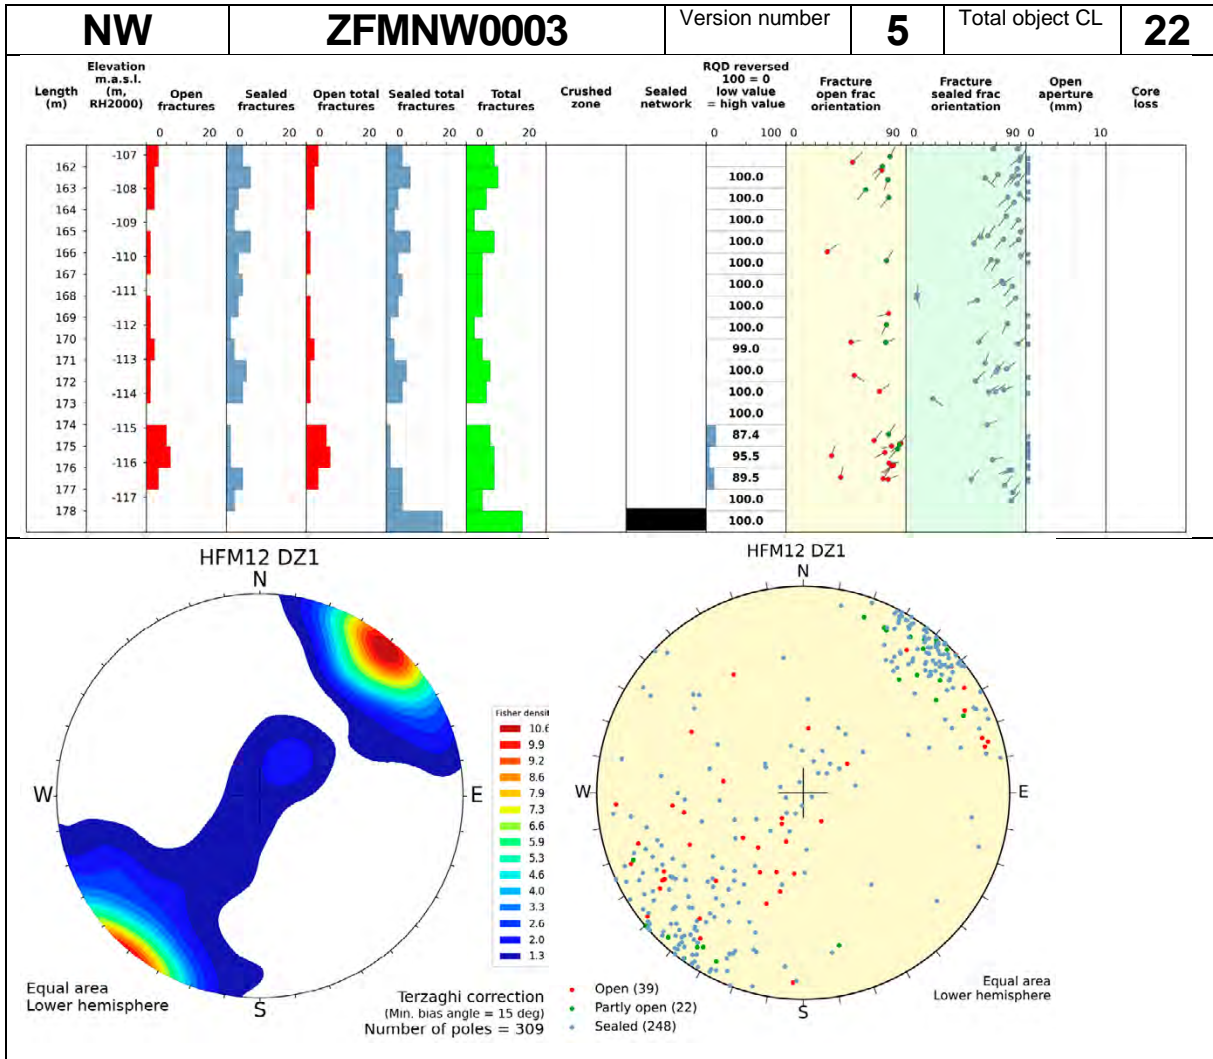 NW ZFMNW0003 Version number 5 Total object CL 22
Length (m)
Elevation m.a.s.l. (m, RH2000)
Open fractures
Sealed fractures
Open total fractures
Sealed total fractures
Total fractures
Crushed zone
Sealed network
RQD reversed 100 = 0 low value = high value
Fracture open frac orientation
Fracture sealed frac orientation
Open aperture (mm)
Core loss
0 20 0 20 0 20 0 20 0 20 0 100 0 90 0 90 0 10
-107
162 100.0
163 -108 100.0
164 -109 100.0
165 100.0
166 -110 100.0
167 -111 100.0
168 100.0
169 -112 100.0
170 99.0
171 -113 100.0
172 -114 100.0
173 100.0
174 -115 87.4
175 95.5
176 -116 89.5
177 -117 100.0
178 100.0
HFM12 DZ1
N
W
E
S
Fisher densit
10.6
9.9
9.2
8.6
7.9
7.3
6.6
5.9
5.3
4.6
4.0
3.3
2.6
2.0
1.3
Equal area
Lower hemisphere
Terzaghi correction
(Min. bias angle = 15 deg)
Number of poles = 309
HFM12 DZ1
N
W
E
S
Open (39)
Partly open (22)
Sealed (248)
Equal area
Lower hemisphere